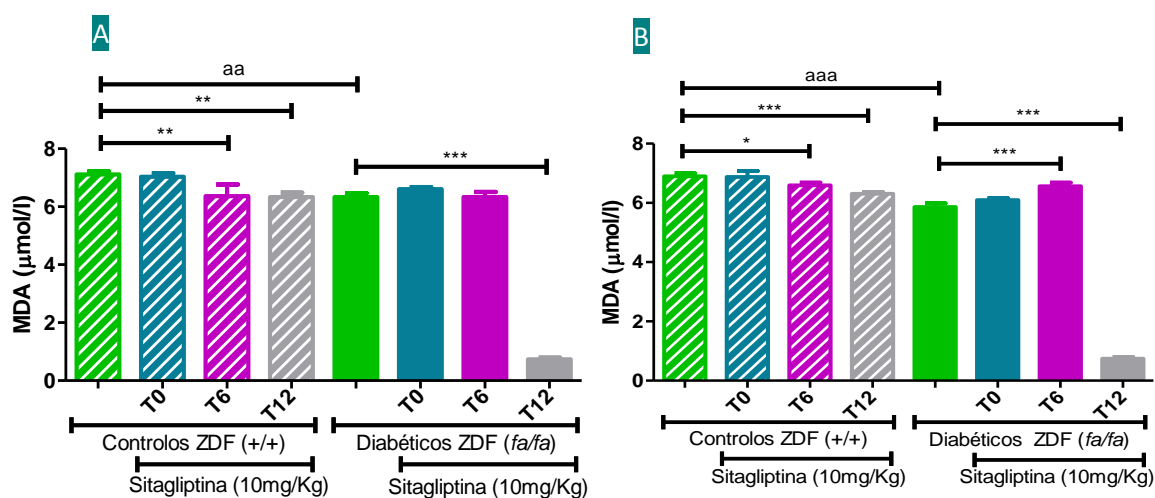 A
aa
**
**
***
MDA (μmol/l)
8
6
4
2
0
T0
T6
T12
T0
T6
T12
Controlos ZDF (+/+)
Diabéticos ZDF (fa/fa)
Sitagliptina (10mg/Kg)
Sitagliptina (10mg/Kg)
B
aaa
***
***
*
***
MDA (μmol/l)
8
6
4
2
0
T0
T6
T12
T0
T6
T12
Controlos ZDF (+/+)
Diabéticos ZDF (fa/fa)
Sitagliptina (10mg/Kg)
Sitagliptina (10mg/Kg)